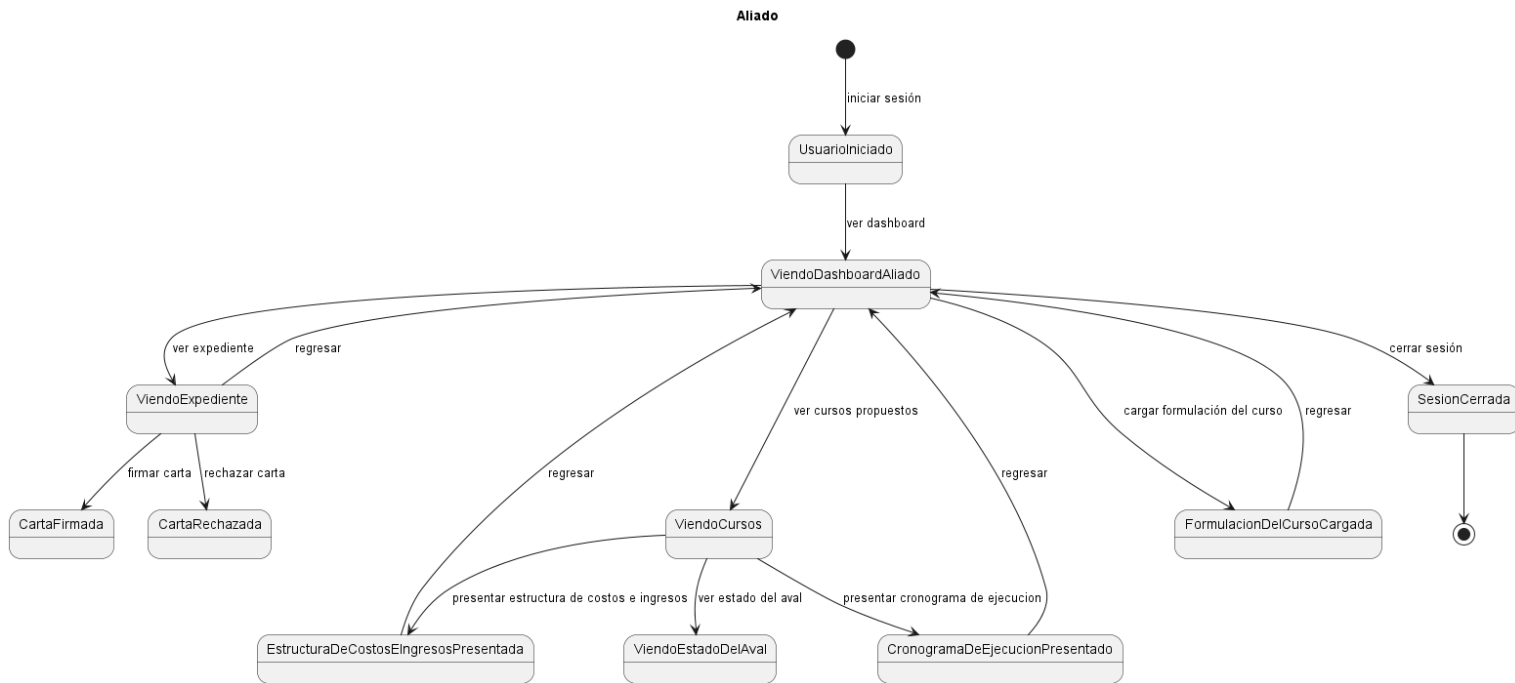 Aliado
iniciar sesión
UsuarioIniciado
ver dashboard
ViendoDashboardAliado
ver expediente
regresar
cerrar sesión
ViendoExpediente
SesionCerrada
ver cursos propuestos
cargar formulación del curso
regresar
firmar carta
rechazar carta
regresar
regresar
CartaFirmada
CartaRechazada
ViendoCursos
FormulacionDelCursoCargada
presentar estructura de costos e ingresos
ver estado del aval
presentar cronograma de ejecucion
EstructuraDeCostosEIngresosPresentada
ViendoEstadoDelAval
CronogramaDeEjecucionPresentado